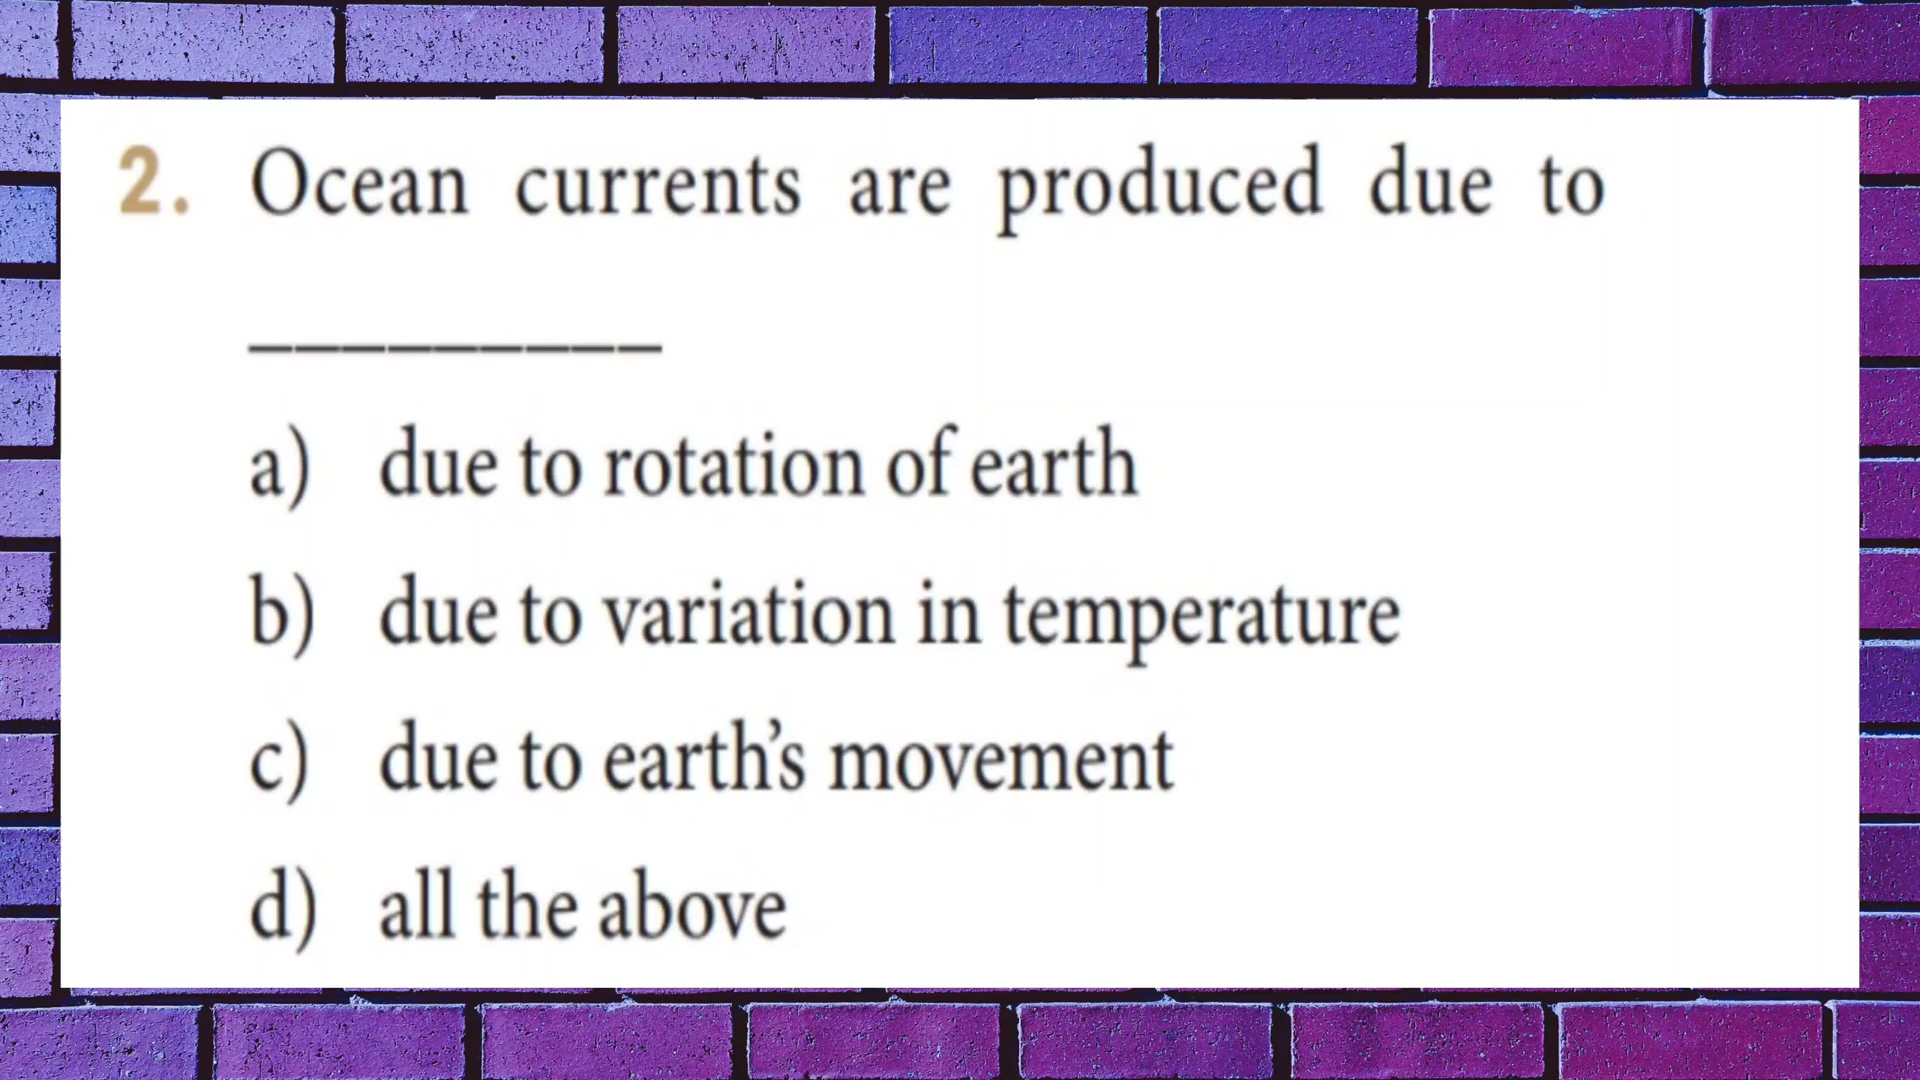 2. Ocean currents are produced due to
_________
a) due to rotation of earth
b) due to variation in temperature
c) due to earth’s movement
d) all the above